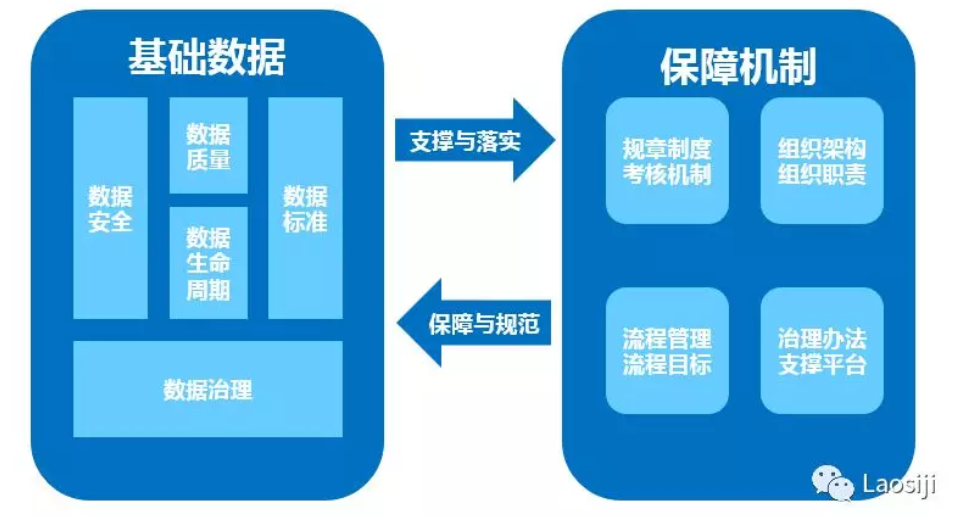 基础数据
数据
安全
数据
质量
数据
生命
周期
数据
标准
数据治理
支撑与落实
保障与规范
保障机制
规章制度
考核机制
组织架构
组织职责
流程管理
流程目标
治理办法
支撑平台
Laosiji